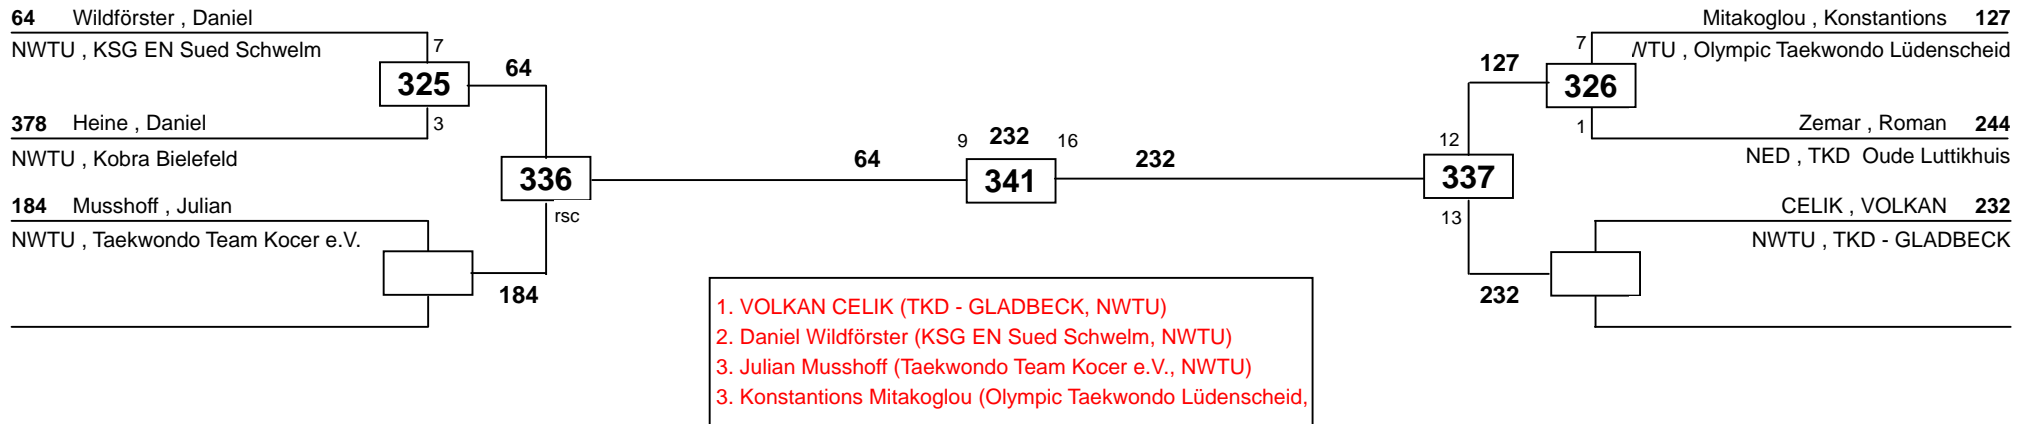 64 Wildförster , Daniel
NWTU , KSG EN Sued Schwelm
7
325
64
3
378 Heine , Daniel
NWTU , Kobra Bielefeld
336
rsc
184 Musshoff , Julian
NWTU , Taekwondo Team Kocer e.V.
184
64
9 232 16
341
232
Mitakoglou , Konstantions 127
WTU , Olympic Taekwondo Lüdenscheid
7
127
326
1
Zemar , Roman 244
NED , TKD Oude Luttikhuis
12
337
13
CELIK , VOLKAN 232
NWTU , TKD - GLADBECK
232
1. VOLKAN CELIK (TKD - GLADBECK, NWTU)
2. Daniel Wildförster (KSG EN Sued Schwelm, NWTU)
3. Julian Musshoff (Taekwondo Team Kocer e.V., NWTU)
3. Konstantions Mitakoglou (Olympic Taekwondo Lüdenscheid,